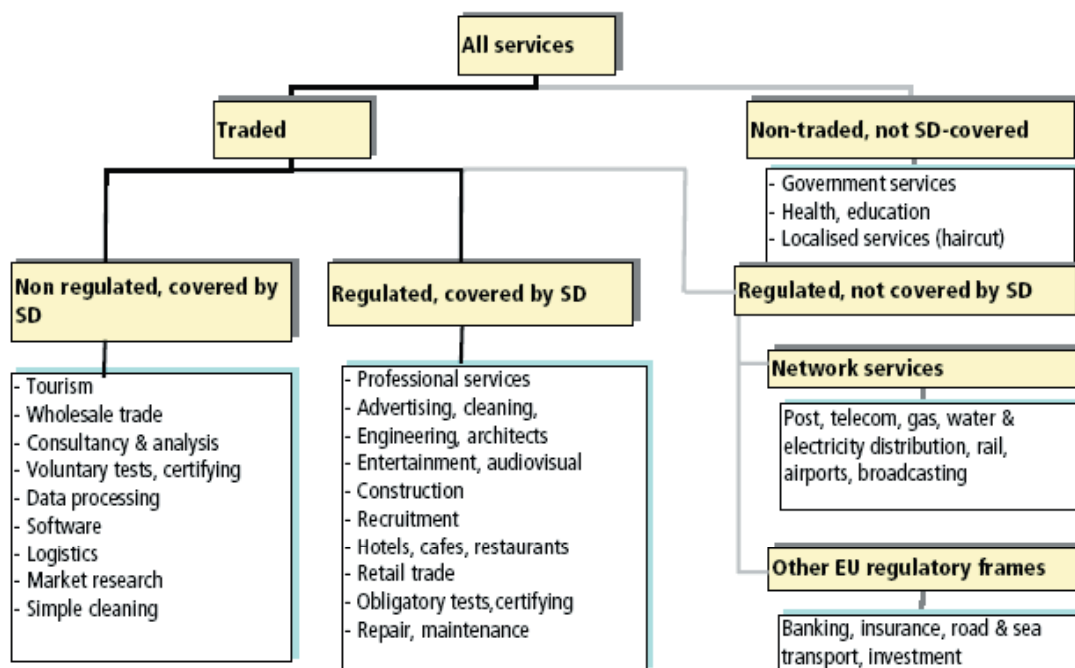 All services
Traded
Non-traded, not SD-covered
- Government services
- Health, education
- Localised services (haircut)
Non regulated, covered by
SD
- Tourism
- Wholesale trade
- Consultancy & analysis
- Voluntary tests, certifying
- Data processing
- Software
- Logistics
- Market research
- Simple cleaning
Regulated, covered by SD
- Professional services
- Advertising, cleaning,
- Engineering, architects
- Entertainment, audiovisual
- Construction
- Recruitment
- Hotels, cafes, restaurants
- Retail trade
- Obligatory tests,certifying
- Repair, maintenance
Regulated, not covered by SD
Network services
Post, telecom, gas, water &
electricity distribution, rail,
airports, broadcasting
Other EU regulatory frames
Banking, insurance, road & sea
transport, investment